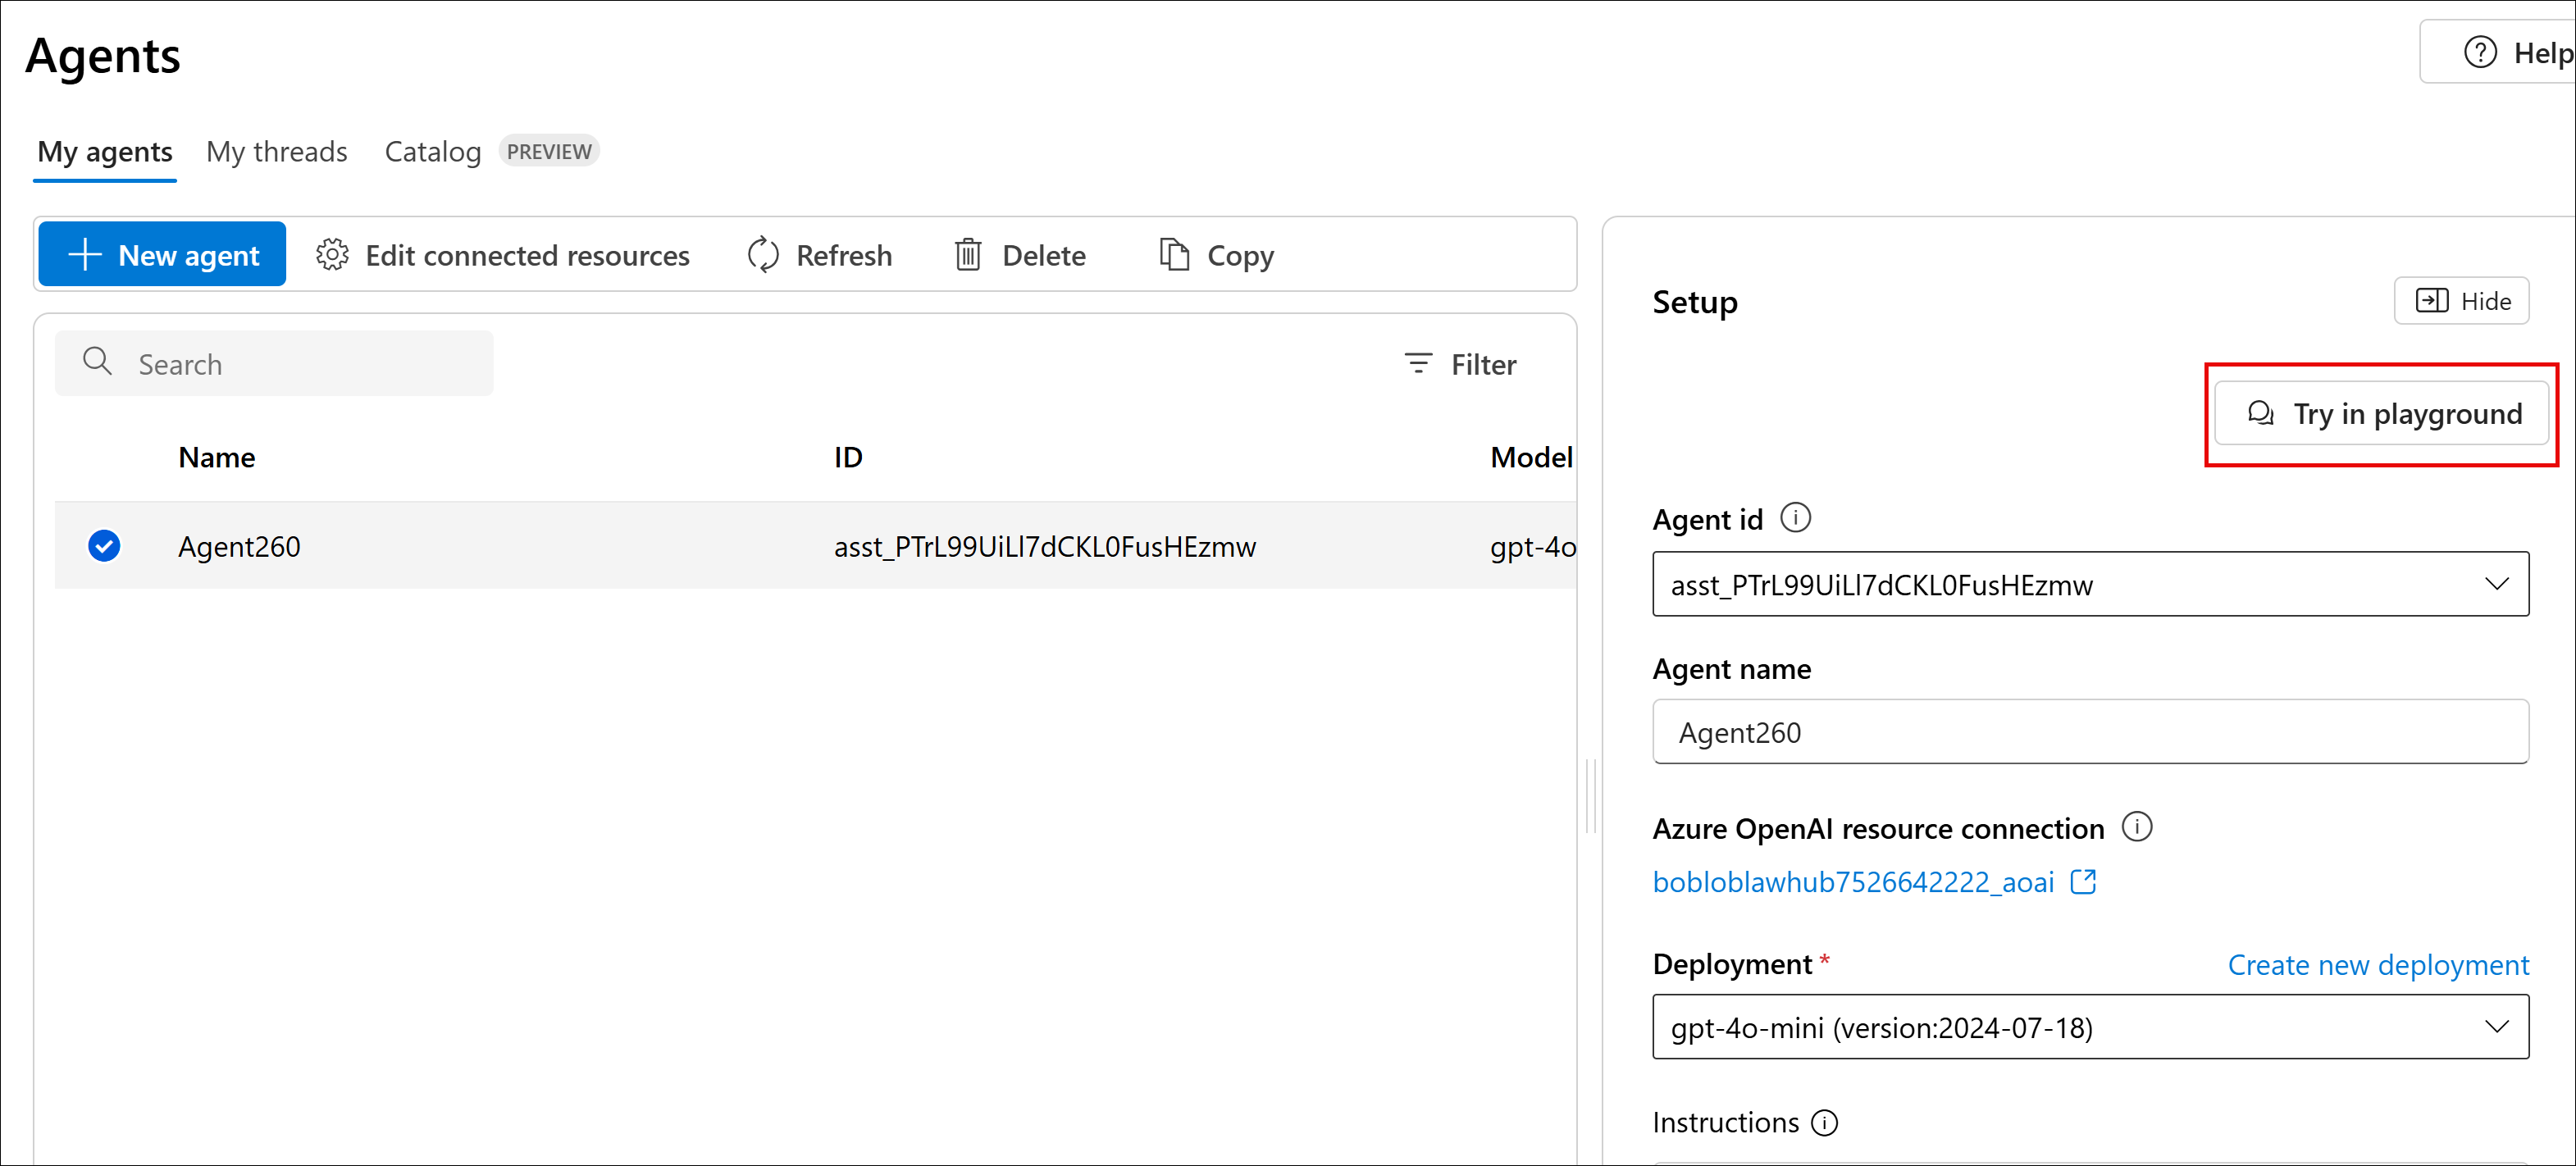 Agents
Help
My agents My threads Catalog PREVIEW
New agent Edit connected resources Refresh Delete Copy
Search Filter
Name ID Model
Agent260 asst_PTrL99UiLl7dCKL0FusHEzmw gpt-4o
Setup Hide
Try in playground
Agent id
asst_PTrL99UiLl7dCKL0FusHEzmw
Agent name
Agent260
Azure OpenAI resource connection
bobloblawhub7526642222_aoai
Deployment * Create new deployment
gpt-4o-mini (version:2024-07-18)
Instructions